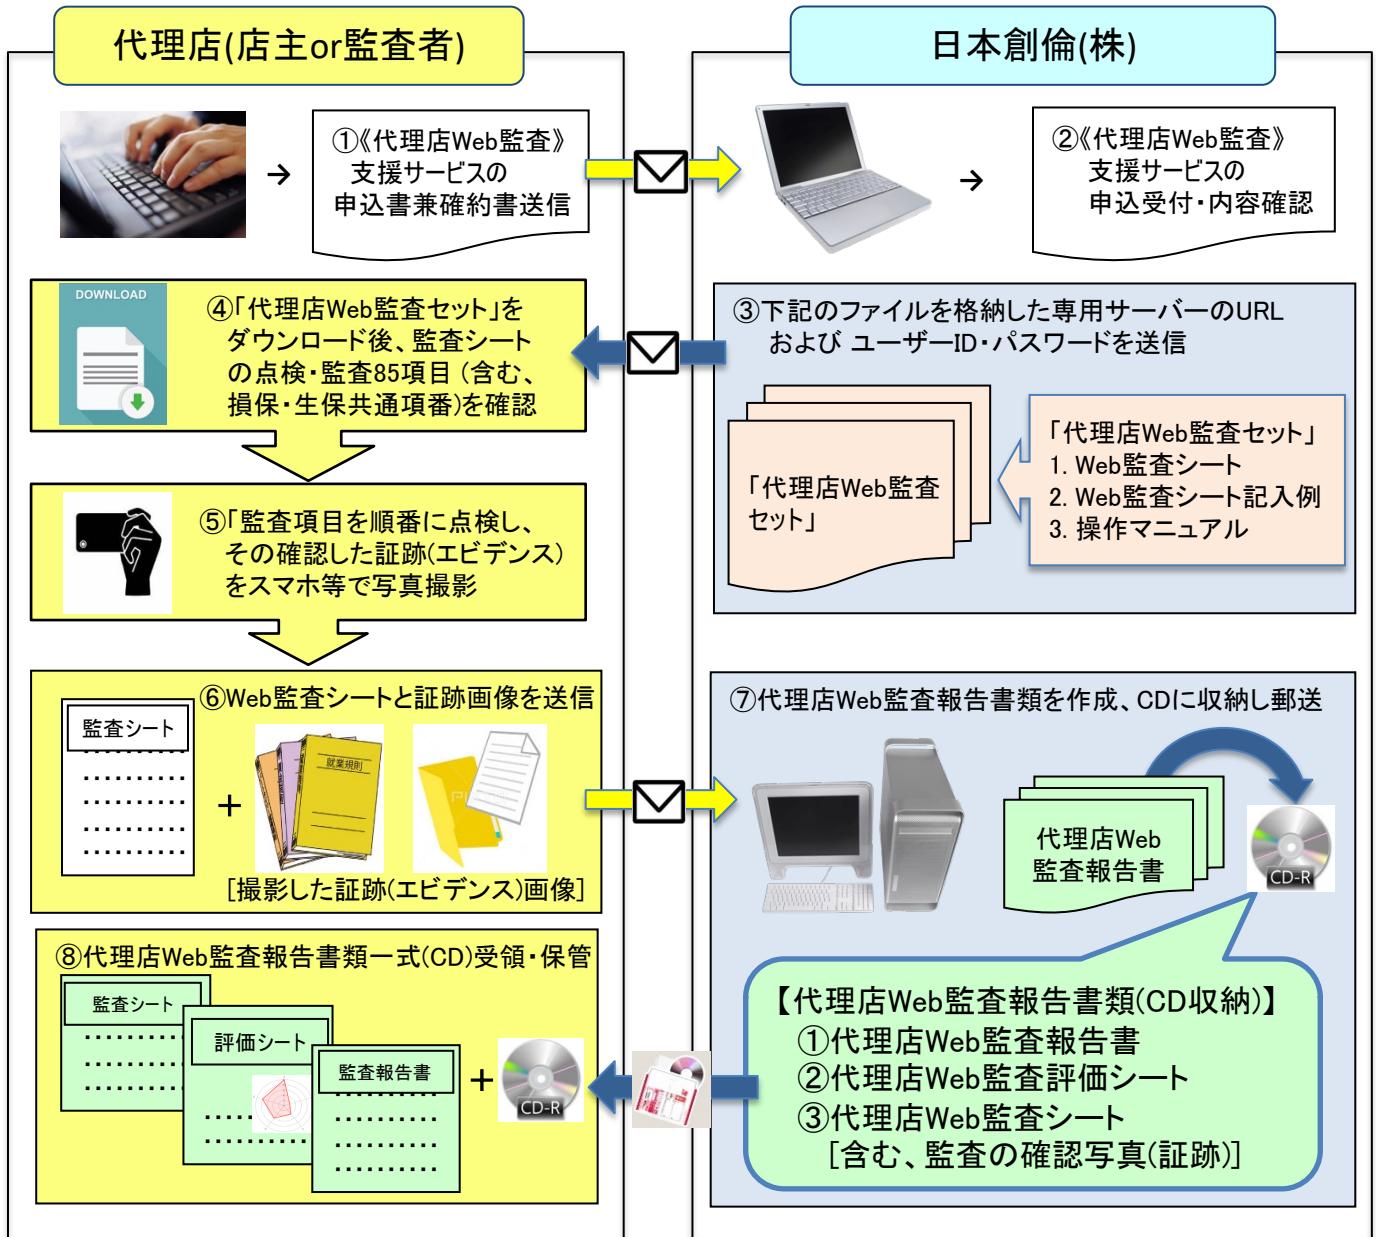 代理店(店主or監査者)
日本創倫(株)
①《代理店Web監査》
支援サービスの
申込書兼確約書送信
→
→
②《代理店Web監査》
支援サービスの
申込受付・内容確認
③下記のファイルを格納した専用サーバーのURL
および ユーザーID・パスワードを送信
「代理店Web監査
セット」
「代理店Web監査セット」
1. Web監査シート
2. Web監査シート記入例
3. 操作マニュアル
DOWNLOAD
④「代理店Web監査セット」を
ダウンロード後、監査シート
の点検・監査85項目 (含む、
損保・生保共通項番)を確認
⑤「監査項目を順番に点検し、
その確認した証跡(エビデンス)
をスマホ等で写真撮影
⑥Web監査シートと証跡画像を送信
監査シート
+
就業規則
[撮影した証跡(エビデンス)画像]
⑦代理店Web監査報告書類を作成、CDに収納し郵送
代理店Web
監査報告書
CD-R
【代理店Web監査報告書類(CD収納)】
①代理店Web監査報告書
②代理店Web監査評価シート
③代理店Web監査シート
[含む、監査の確認写真(証跡)]
⑧代理店Web監査報告書類一式(CD)受領・保管
監査シート
評価シート
監査報告書
+
CD-R